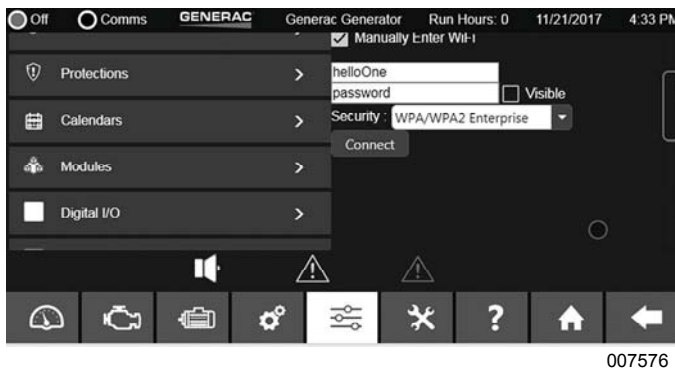 Off Comms GENERAC Generac Generator Run Hours: 0 11/21/2017 4:33 PM
Manually Enter WiFi
Protections
helloOne
password Visible
Calendars
Security : WPA/WPA2 Enterprise
Connect
Modules
Digital I/O
?
007576